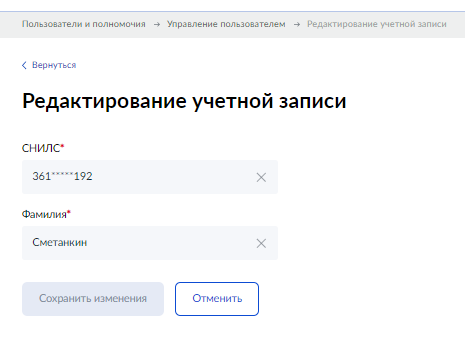 Пользователи и полномочия → Управление пользователем → Редактирование учетной записи
Вернуться
Редактирование учетной записи
СНИЛС*
361*****192
Фамилия*
Сметанкин
Сохранить изменения Отменить